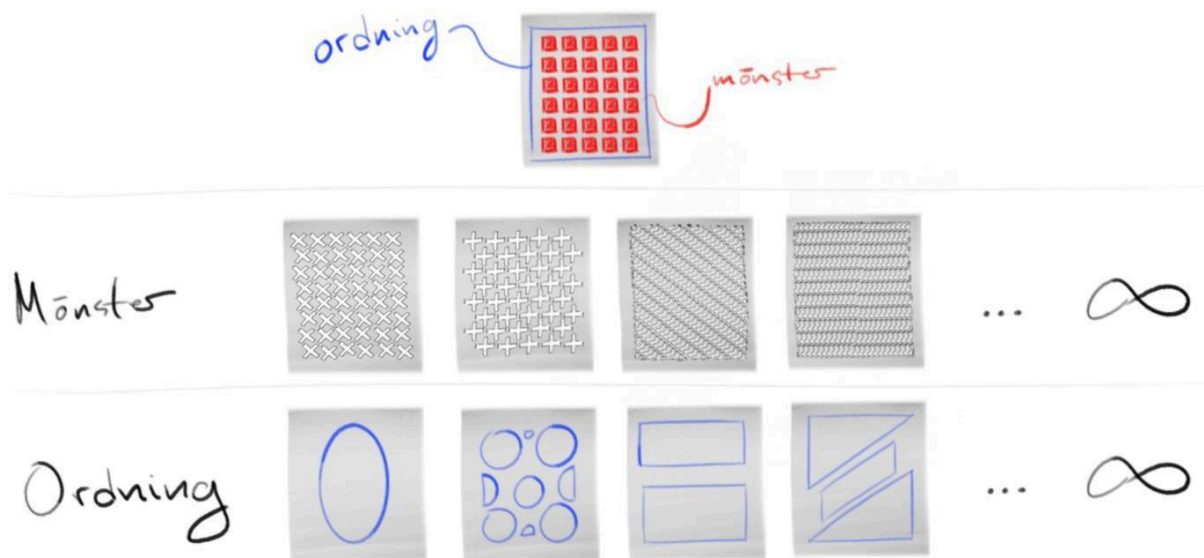 ordning
mönster
Mönster
... ∞
Ordning
... ∞